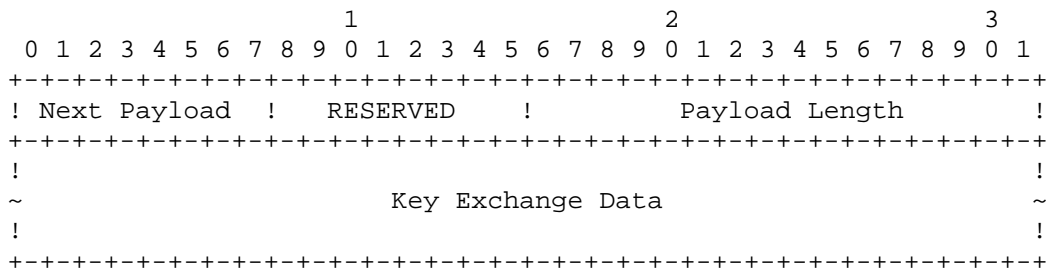 1                   2                   3
 0 1 2 3 4 5 6 7 8 9 0 1 2 3 4 5 6 7 8 9 0 1 2 3 4 5 6 7 8 9 0 1
+-+-+-+-+-+-+-+-+-+-+-+-+-+-+-+-+-+-+-+-+-+-+-+-+-+-+-+-+-+-+-+-+
! Next Payload  !   RESERVED    !         Payload Length        !
+-+-+-+-+-+-+-+-+-+-+-+-+-+-+-+-+-+-+-+-+-+-+-+-+-+-+-+-+-+-+-+-+
!                                                               !
~                       Key Exchange Data                       ~
!                                                               !
+-+-+-+-+-+-+-+-+-+-+-+-+-+-+-+-+-+-+-+-+-+-+-+-+-+-+-+-+-+-+-+-+